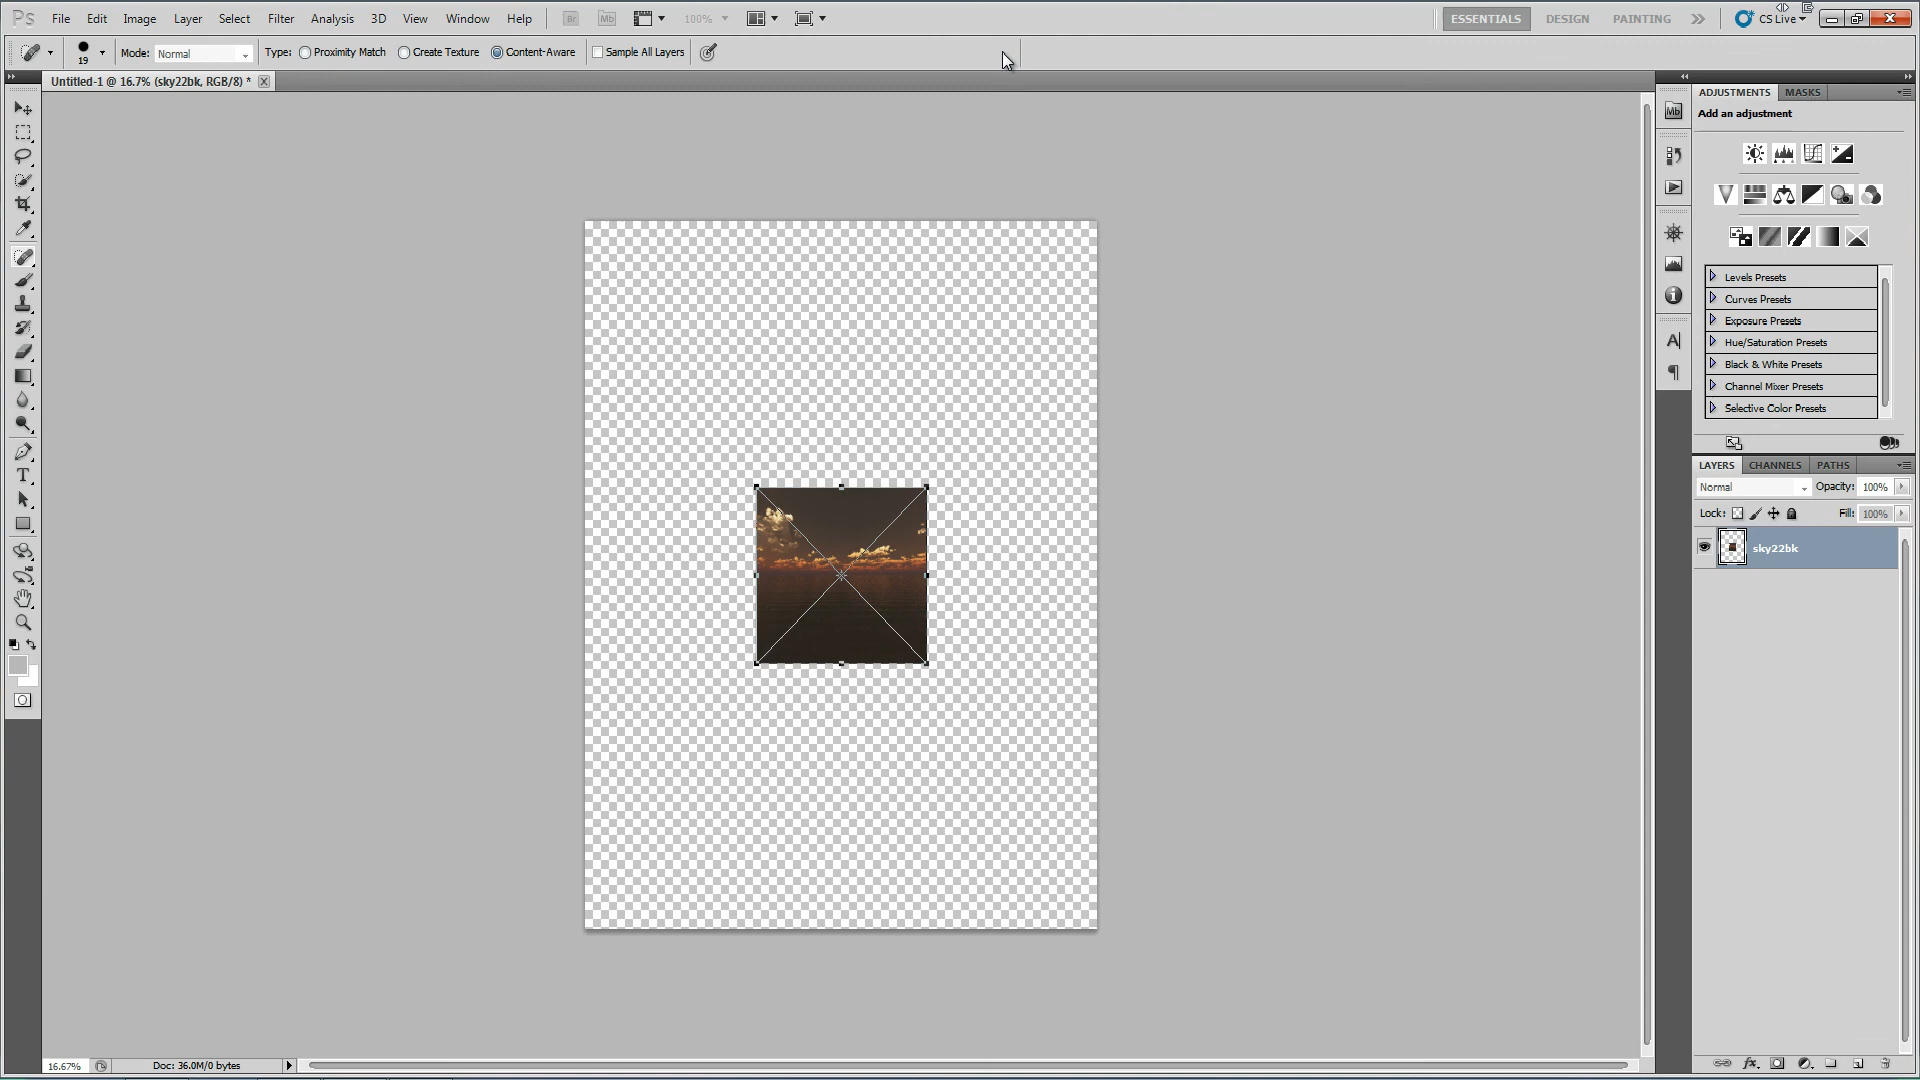 Ps File Edit Image Layer Select Filter Analysis 3D View Window Help Br Mb 100% ESSENTIALS DESIGN PAINTING CS Live
19 Mode: Normal Type: Proximity Match Create Texture Content-Aware Sample All Layers
Untitled-1 @ 16.7% (sky22bk, RGB/8) *
ADJUSTMENTS MASKS
Mb
Add an adjustment
Levels Presets
Curves Presets
Exposure Presets
Hue/Saturation Presets
A
Black & White Presets
Channel Mixer Presets
Selective Color Presets
LAYERS CHANNELS PATHS
T
Normal Opacity: 100%
Lock: Fill: 100%
sky22bk
16.67% Doc: 36.0M/0 bytes
fx